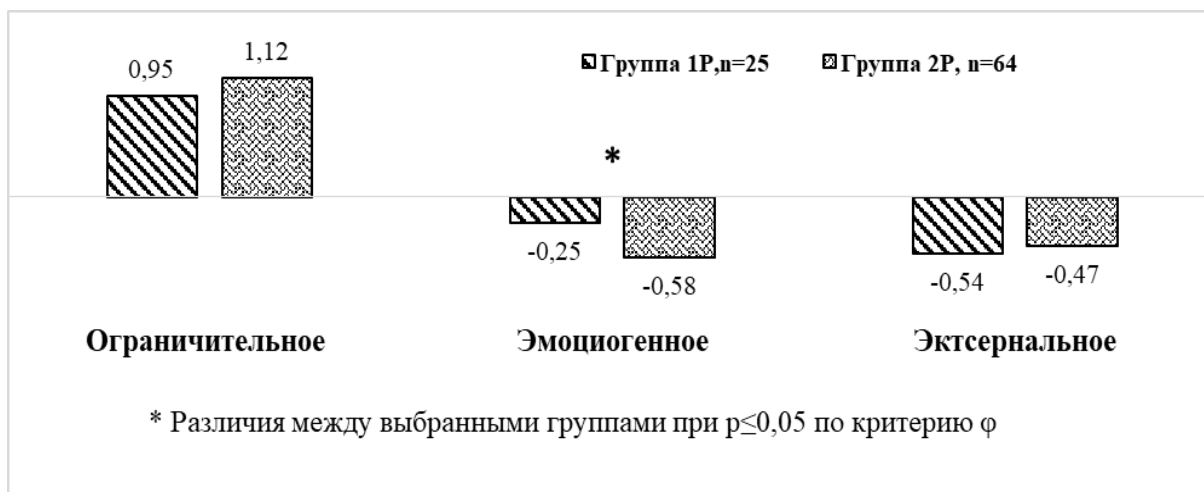 1,12
0,95
Группа 1Р,n=25 Группа 2Р, n=64
*
-0,25
-0,58
-0,54
-0,47
Ограничительное Эмоциогенное Эктсернальное
* Различия между выбранными группами при p≤0,05 по критерию φ